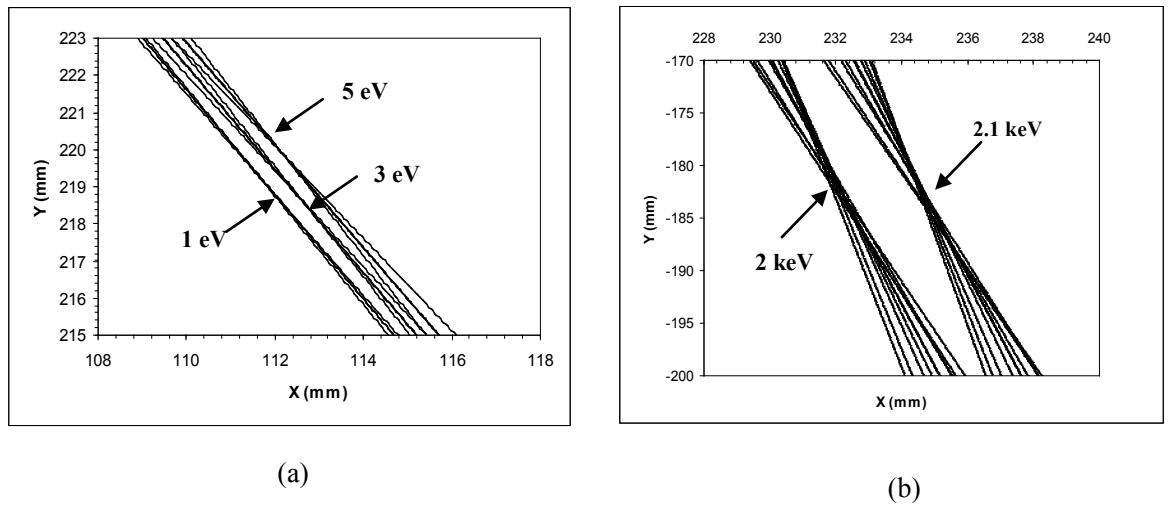 223
222
221
220
219
218
217
216
215
108 110 112 114 116 118
Y (mm)
X (mm)
5 eV
3 eV
1 eV
(a)
228 230 232 234 236 238 240
-170
-175
-180
-185
-190
-195
-200
Y (mm)
X (mm)
2.1 keV
2 keV
(b)